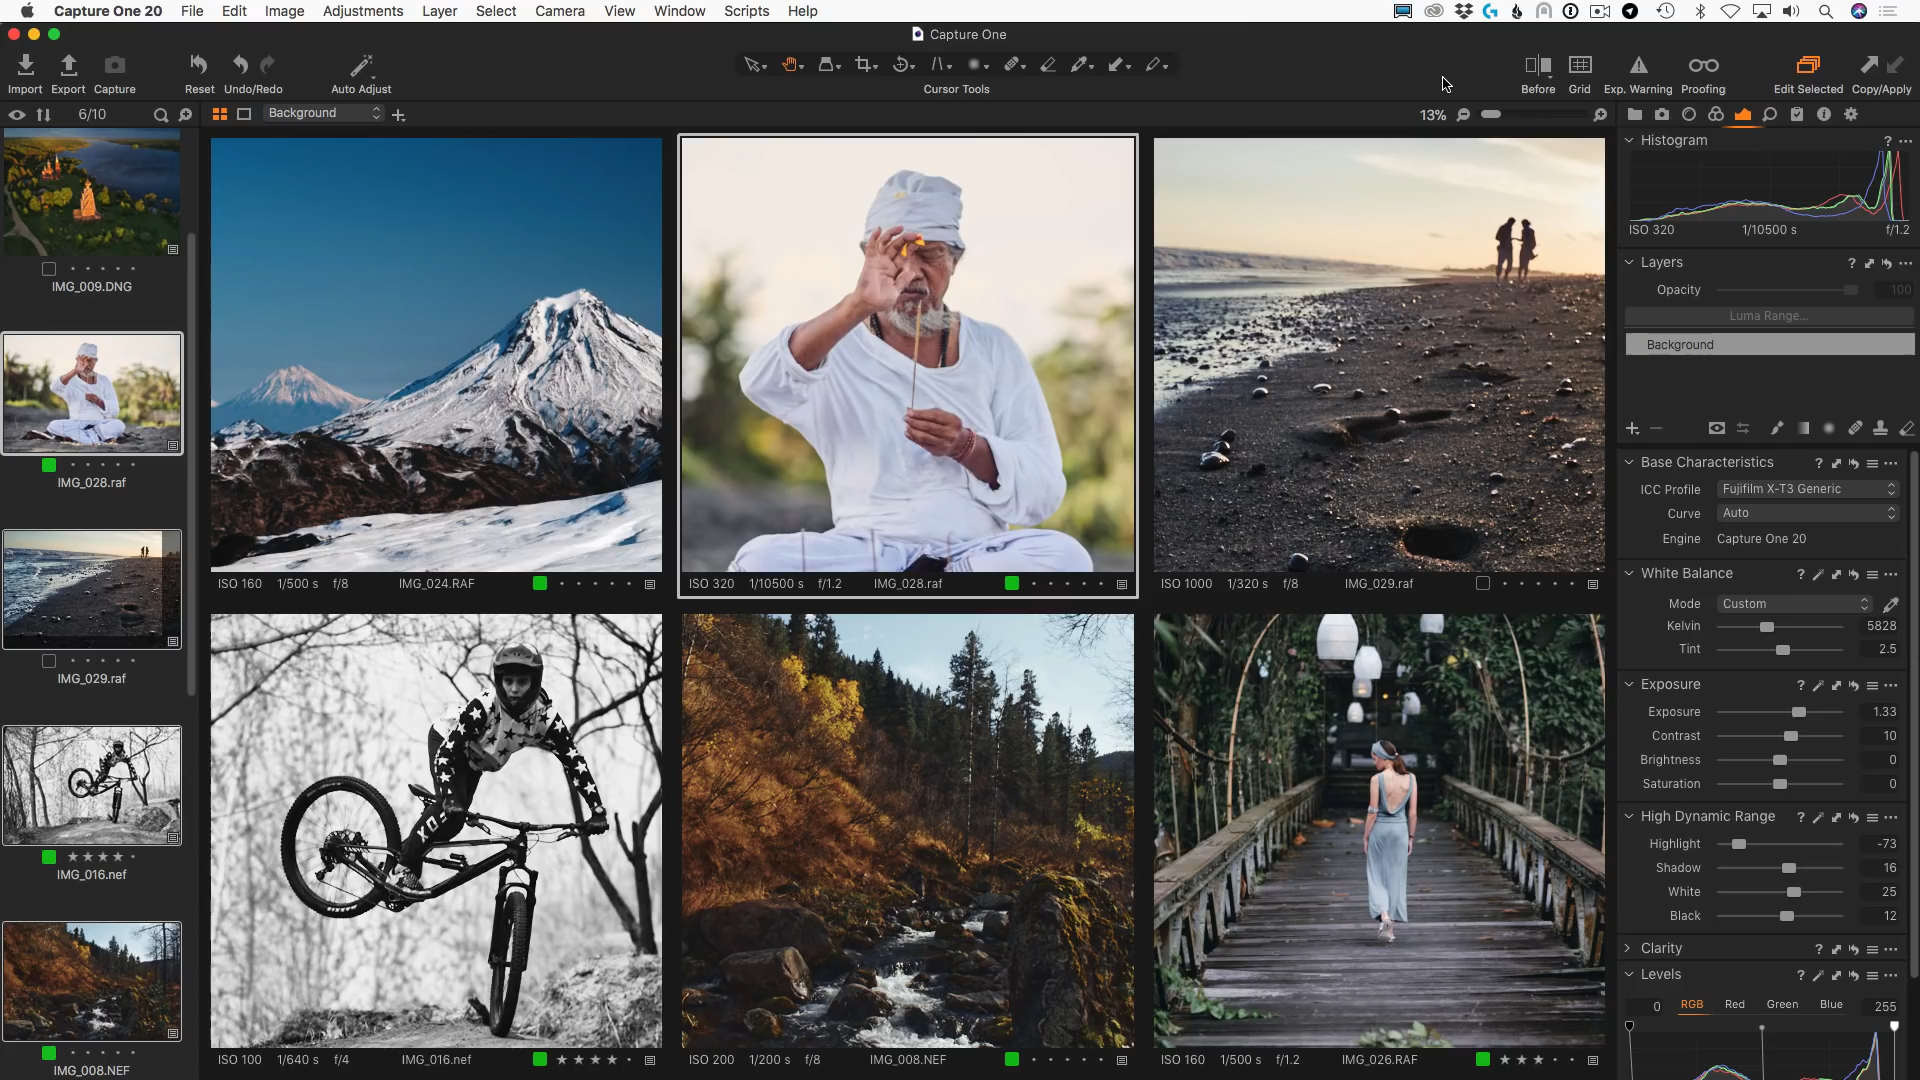 Capture One 20 File Edit Image Adjustments Layer Select Camera View Window Scripts Help
Capture One
Import Export Capture Reset Undo/Redo Auto Adjust Cursor Tools Before Grid Exp. Warning Proofing Edit Selected Copy/Apply
6/10 Background 13%
IMG_009.DNG
IMG_028.raf
IMG_029.raf
IMG_016.nef
IMG_008.NEF
ISO 160 1/500 s f/8 IMG_024.RAF
ISO 320 1/10500 s f/1.2 IMG_028.raf
ISO 1000 1/320 s f/8 IMG_029.raf
ISO 100 1/640 s f/4 IMG_016.nef
ISO 200 1/200 s f/8 IMG_008.NEF
ISO 160 1/500 s f/1.2 IMG_026.RAF
Histogram
ISO 320 1/10500 s f/1.2
Layers
Opacity 100
Luma Range...
Background
Base Characteristics
ICC Profile Fujifilm X-T3 Generic
Curve Auto
Engine Capture One 20
White Balance
Mode Custom
Kelvin 5828
Tint 2.5
Exposure
Exposure 1.33
Contrast 10
Brightness 0
Saturation 0
High Dynamic Range
Highlight -73
Shadow 16
White 25
Black 12
Clarity
Levels
0 RGB Red Green Blue 255